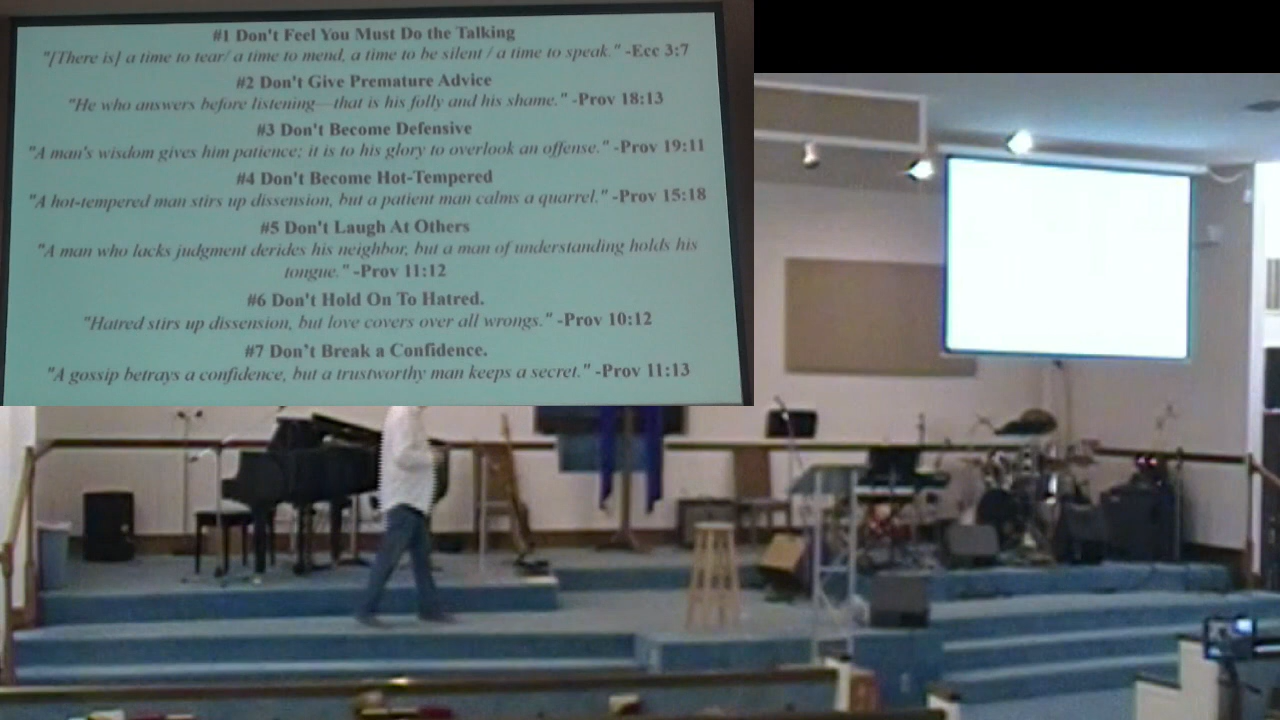 #1 Don't Feel You Must Do the Talking
"[There is] a time to tear/ a time to mend, a time to be silent / a time to speak." -Ecc 3:7
#2 Don't Give Premature Advice
"He who answers before listening—that is his folly and his shame." -Prov 18:13
#3 Don't Become Defensive
"A man's wisdom gives him patience; it is to his glory to overlook an offense." -Prov 19:11
#4 Don't Become Hot-Tempered
"A hot-tempered man stirs up dissension, but a patient man calms a quarrel." -Prov 15:18
#5 Don't Laugh At Others
"A man who lacks judgment derides his neighbor, but a man of understanding holds his
tongue." -Prov 11:12
#6 Don't Hold On To Hatred.
"Hatred stirs up dissension, but love covers over all wrongs." -Prov 10:12
#7 Don't Break a Confidence.
"A gossip betrays a confidence, but a trustworthy man keeps a secret." -Prov 11:13